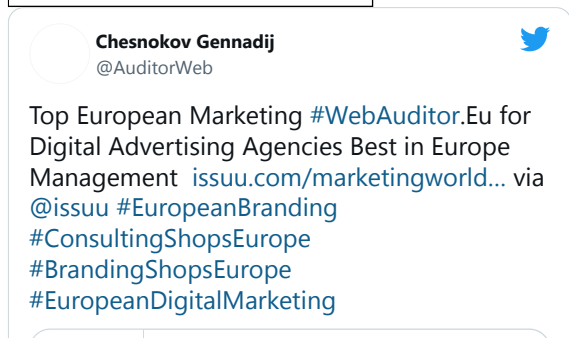 Chesnokov Gennadij
@AuditorWeb
Top European Marketing #WebAuditor.Eu for
Digital Advertising Agencies Best in Europe
Management issuu.com/marketingworld… via
@issuu #EuropeanBranding
#ConsultingShopsEurope
#BrandingShopsEurope
#EuropeanDigitalMarketing